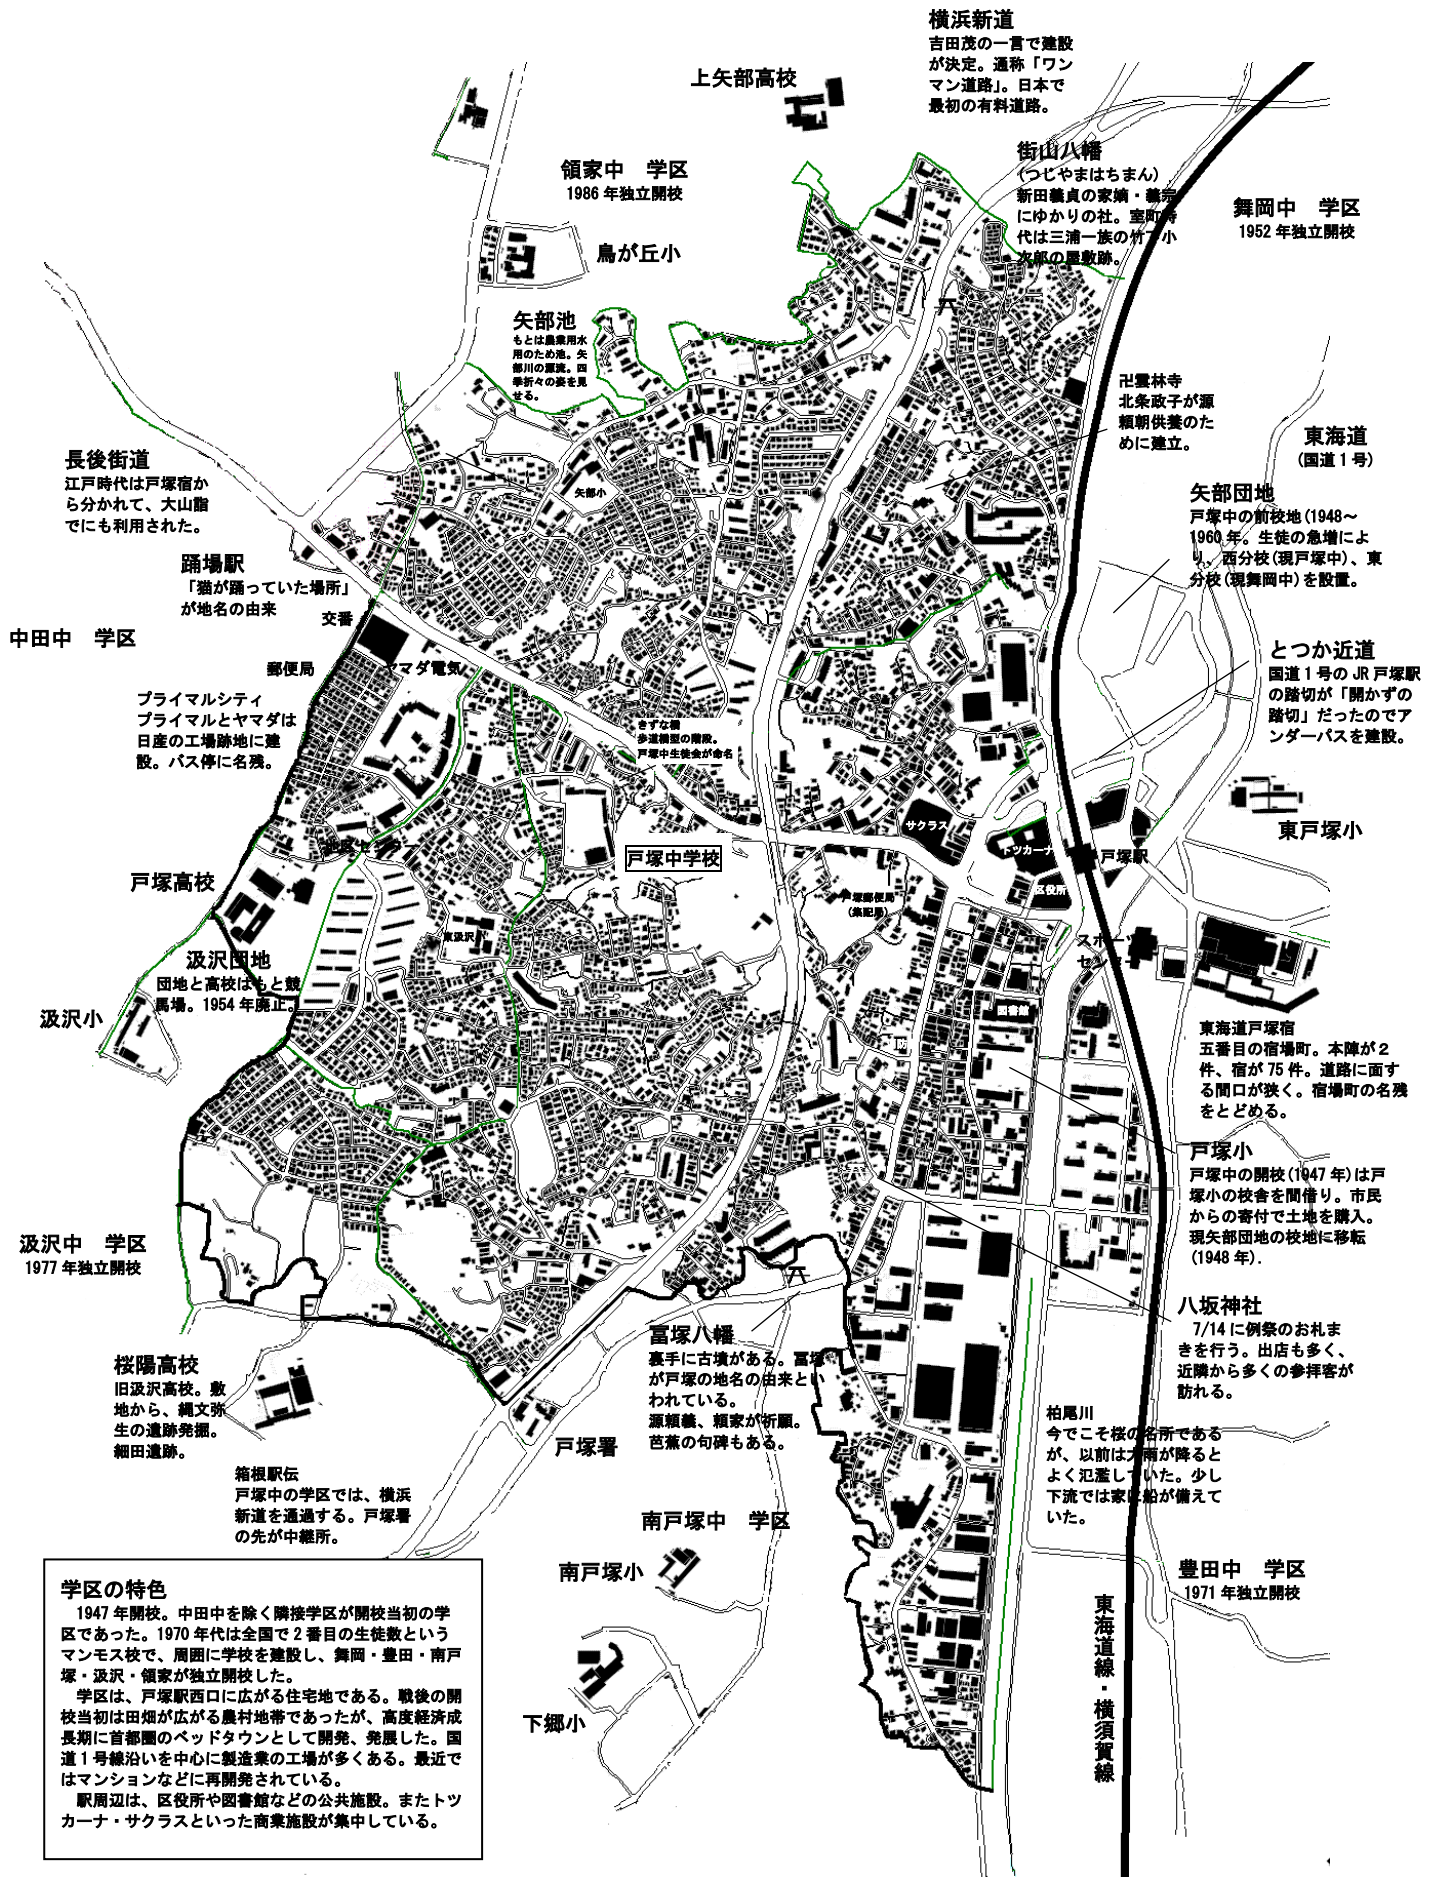 横浜新道
吉田茂の一言で建設
が決定。通称「ワン
マン道路」。日本で
最初の有料道路。
上矢部高校
街山八幡
(つじやまはちまん)
新田義貞の家嫡・義宗
にゆかりの社。室町時
代は三浦一族の竹下小
次郎の屋敷跡。
領家中　学区
1986 年独立開校
舞岡中　学区
1952 年独立開校
鳥が丘小
矢部池
もとは農業用水
用のため池。矢
部川の源流。四
季折々の姿を見
せる。
卍雲林寺
北条政子が源
頼朝供養のた
めに建立。
東海道
(国道 1 号)
長後街道
江戸時代は戸塚宿か
ら分かれて、大山詣
でにも利用された。
矢部小
矢部団地
戸塚中の前校地(1948～
1960 年。生徒の急増によ
り、西分校(現戸塚中)、東
分校(現舞岡中)を設置。
踊場駅
「猫が踊っていた場所」
が地名の由来
交番
中田中　学区
郵便局
ヤマダ電気
とつか近道
国道 1 号の JR 戸塚駅
の踏切が「開かずの
踏切」だったのでア
ンダーパスを建設。
プライマルシティ
プライマルとヤマダは
日産の工場跡地に建
設。バス停に名残。
きずな橋
歩道橋型の階段。
戸塚中生徒会が命名
サクラス
トツカーナ
戸塚駅
東戸塚小
地区センター
戸塚中学校
戸塚高校
区役所
戸塚郵便局
(集配局)
東汲沢小
スポーツ
センター
汲沢団地
団地と高校はもと競
馬場。1954 年廃止。
汲沢小
図書館
消防
東海道戸塚宿
五番目の宿場町。本陣が２
件、宿が 75 件。道路に面す
る間口が狭く。宿場町の名残
をとどめる。
戸塚小
戸塚中の開校(1947 年)は戸
塚小の校舎を間借り。市民
からの寄付で土地を購入。
現矢部団地の校地に移転
(1948 年).
汲沢中　学区
1977 年独立開校
八坂神社
7/14 に例祭のお札ま
きを行う。出店も多く、
近隣から多くの参拝客が
訪れる。
冨塚八幡
裏手に古墳がある。冨塚
が戸塚の地名の由来とい
われている。
源頼義、頼家が祈願。
芭蕉の句碑もある。
桜陽高校
旧汲沢高校。敷
地から、縄文弥
生の遺跡発掘。
細田遺跡。
柏尾川
今でこそ桜の名所である
が、以前は大雨が降ると
よく氾濫していた。少し
下流では家に船が備えて
いた。
戸塚署
箱根駅伝
戸塚中の学区では、横浜
新道を通過する。戸塚署
の先が中継所。
南戸塚中　学区
南戸塚小
豊田中　学区
1971 年独立開校
東海道線・横須賀線
下郷小
学区の特色
1947 年開校。中田中を除く隣接学区が開校当初の学
区であった。1970 年代は全国で 2 番目の生徒数という
マンモス校で、周囲に学校を建設し、舞岡・豊田・南戸
塚・汲沢・領家が独立開校した。
学区は、戸塚駅西口に広がる住宅地である。戦後の開
校当初は田畑が広がる農村地帯であったが、高度経済成
長期に首都圏のベッドタウンとして開発、発展した。国
道 1 号線沿いを中心に製造業の工場が多くある。最近で
はマンションなどに再開発されている。
駅周辺は、区役所や図書館などの公共施設。またトツ
カーナ・サクラスといった商業施設が集中している。